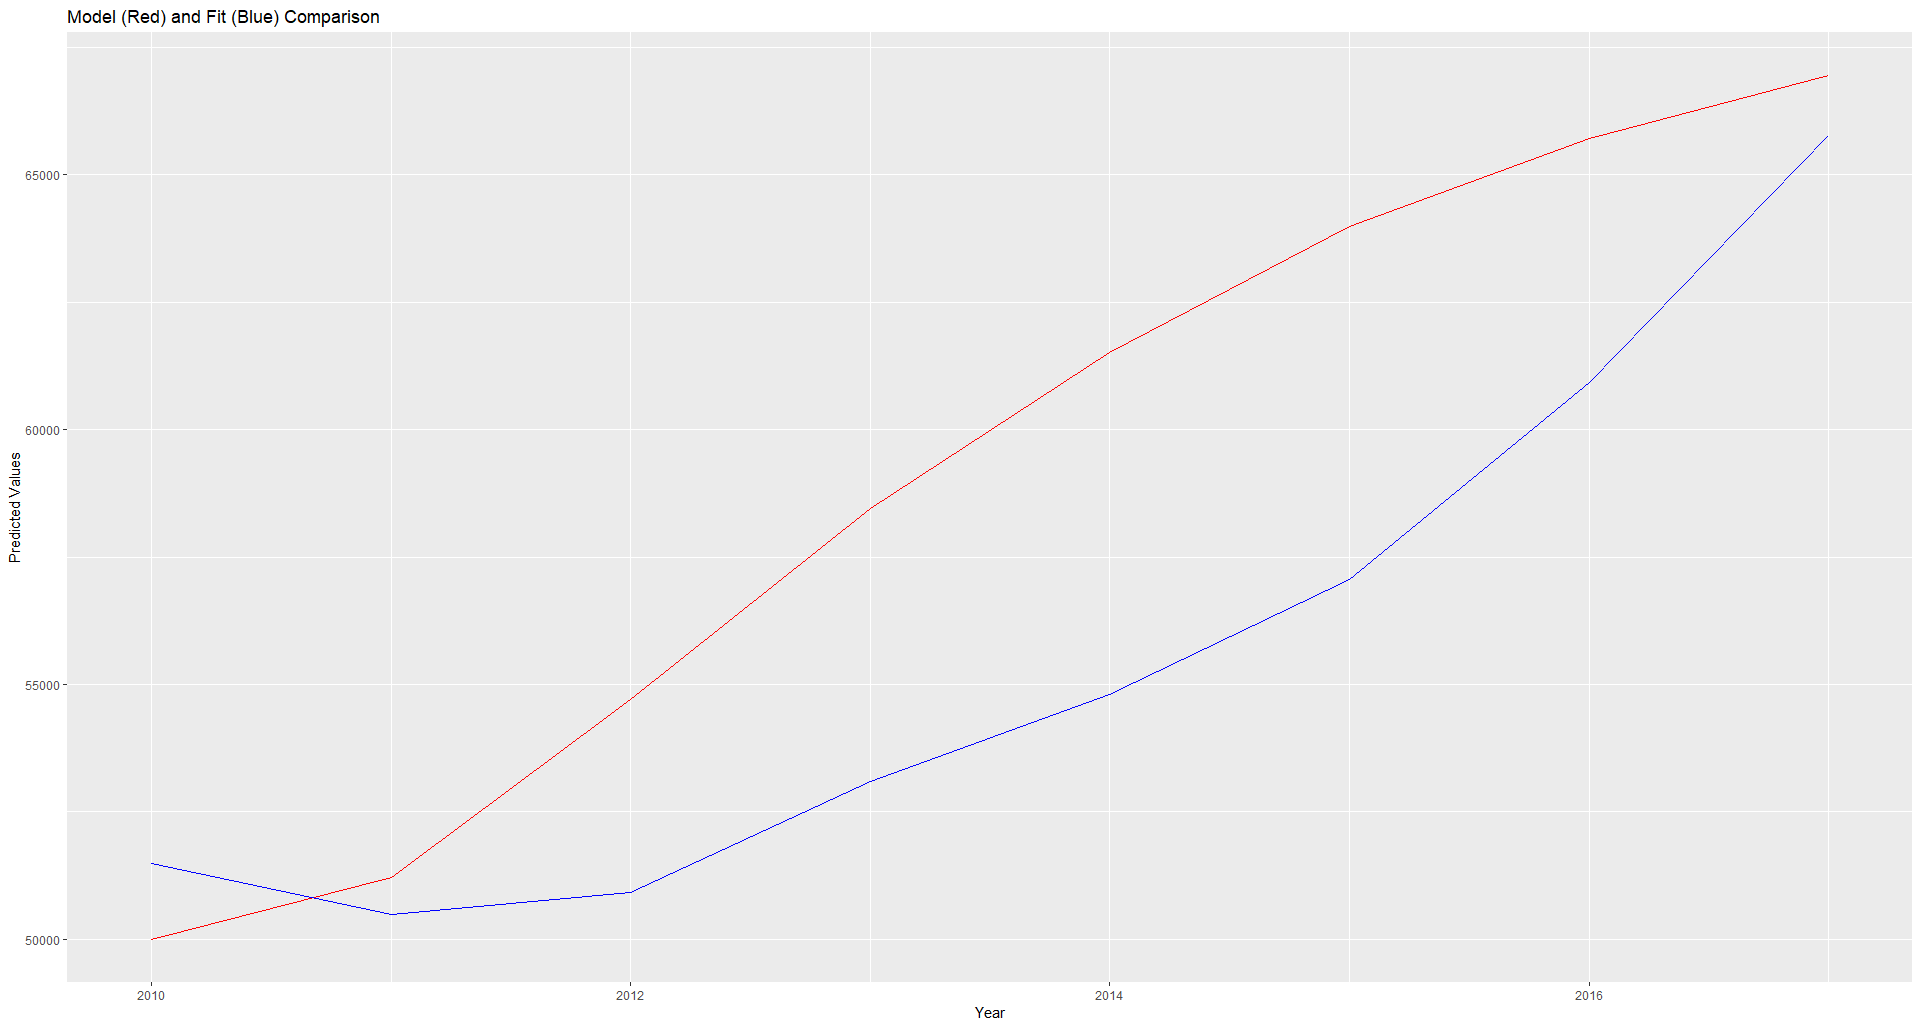 Model (Red) and Fit (Blue) Comparison
Predicted Values
65000
60000
55000
50000
2010
2012
2014
2016
Year